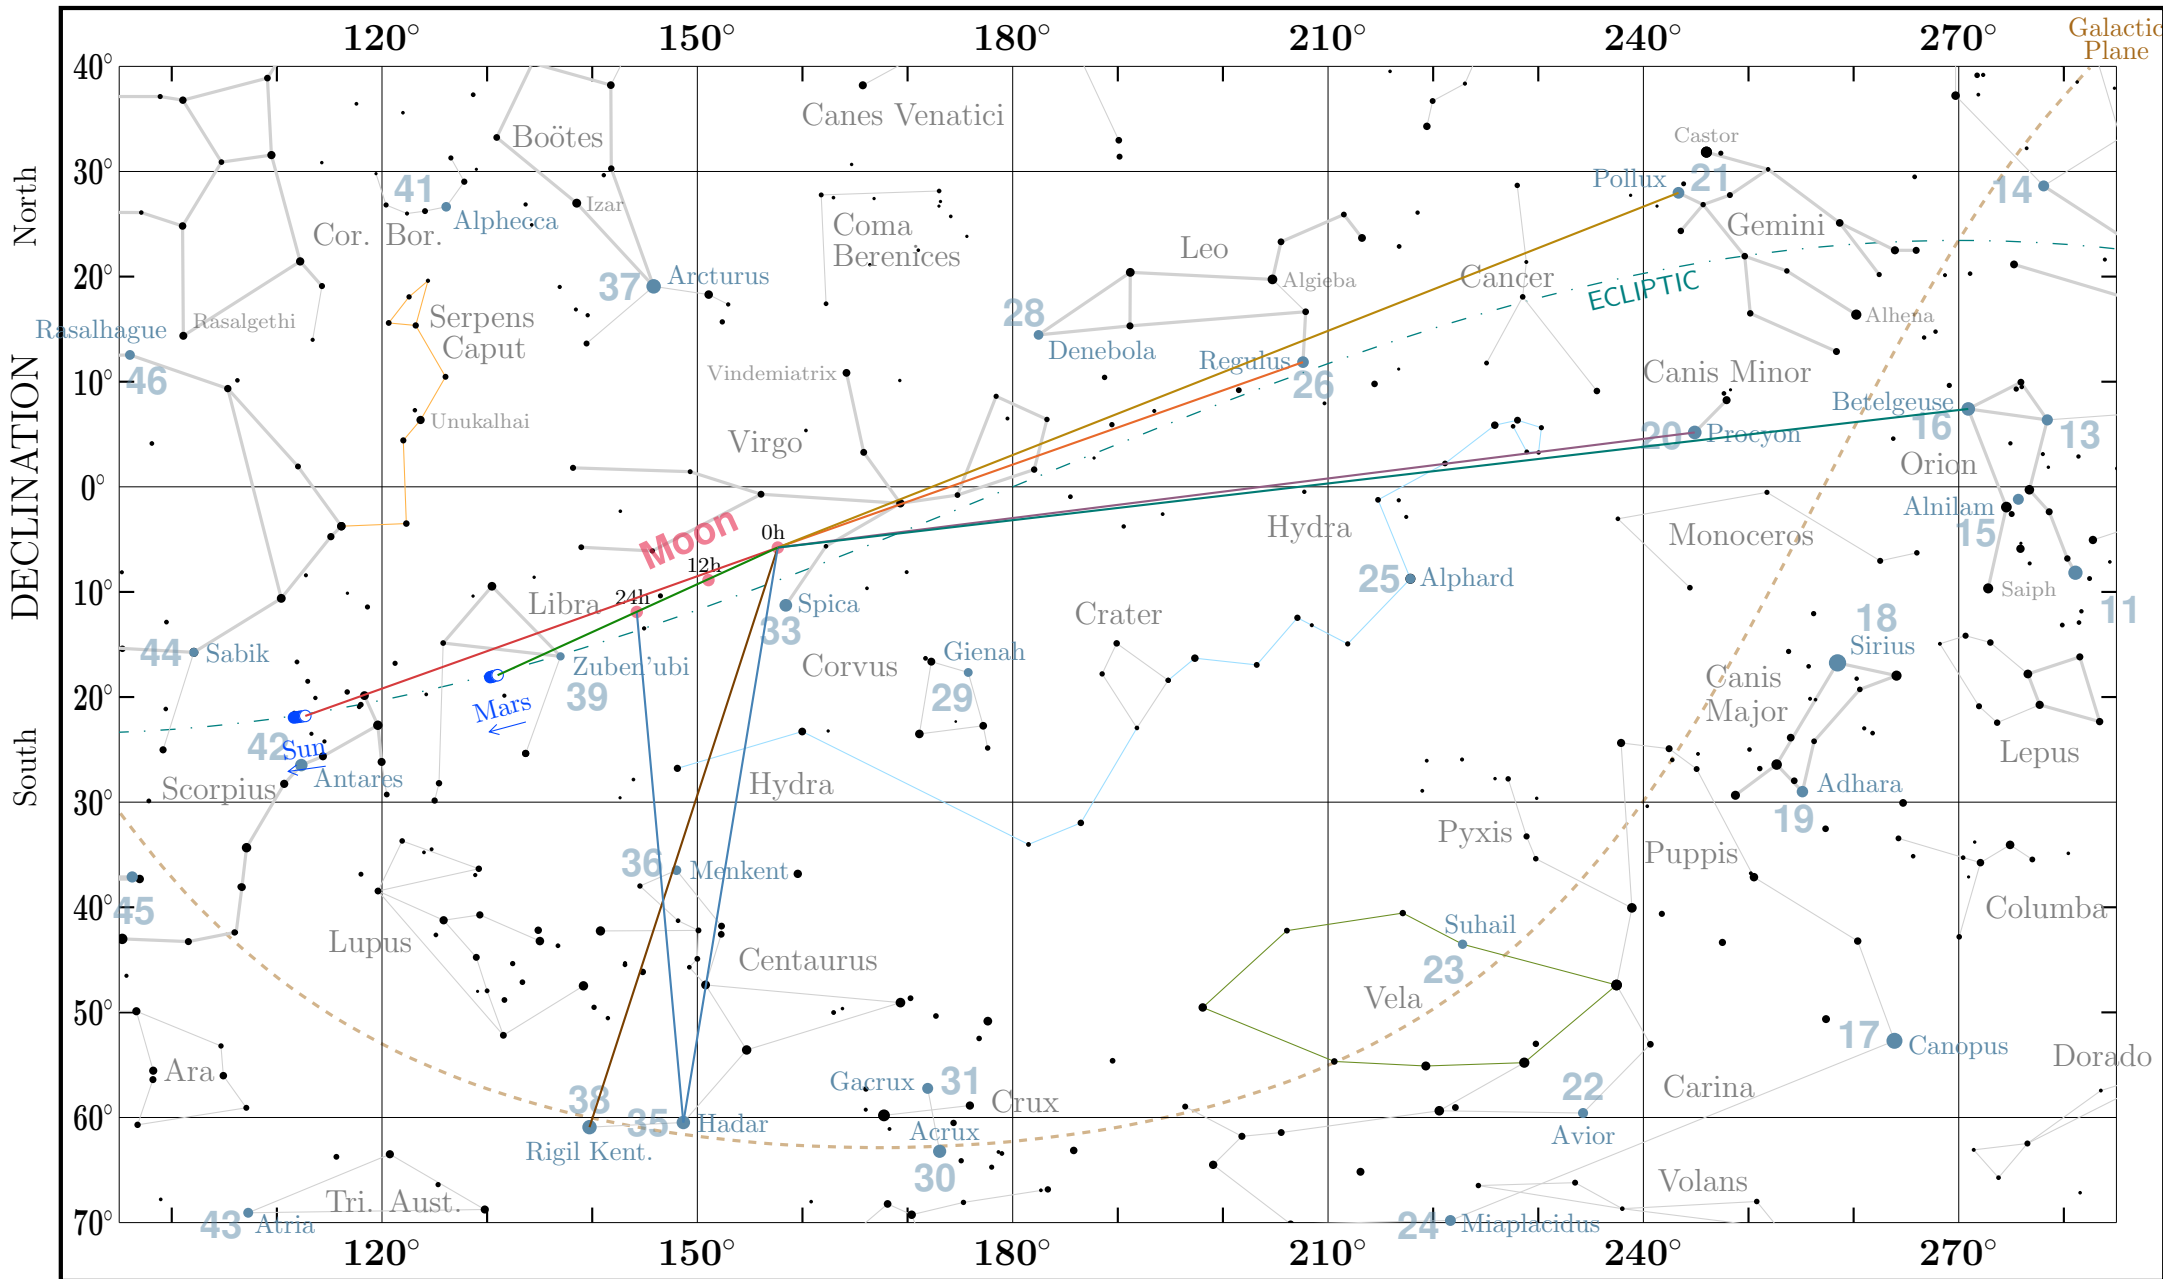 Galactic
Plane
120° 150° 180° 210° 240° 270°
40°
30°
20°
10°
0°
10°
20°
30°
40°
50°
60°
70°
North
DECLINATION
South
Canes Venatici
Boötes
Castor
Pollux
21
14
41
Alphecca
Izar
Cor. Bor.
Coma
Berenices
Leo
Gemini
37
Arcturus
Algieba
Cancer
ECLIPTIC
Rasalhague
Rasalgethi
Serpens
Caput
28
Denebola
Alhena
46
Vindemiatrix
Regulus
26
Canis Minor
Betelgeuse
16
13
Unukalhai
Virgo
20
Procyon
Orion
Moon
0h
12h
24h
Hydra
Monoceros
Alnilam
15
Libra
Spica
33
25
Alphard
Saiph
11
Crater
18
Sirius
44
Sabik
Zuben'ubi
39
Corvus
Gienah
29
Canis
Major
Mars
42
Sun
Antares
Scorpius
Hydra
Lepus
Adhara
19
Pyxis
Puppis
36
Menkent
45
Lupus
Centaurus
Suhail
23
Vela
Columba
17
Canopus
Dorado
Ara
Gacrux
31
Crux
22
Avior
Carina
38
Rigil Kent.
35
Hadar
Acrux
30
Volans
Tri. Aust.
43
Atria
24
Miaplacidus
120° 150° 180° 210° 240° 270°